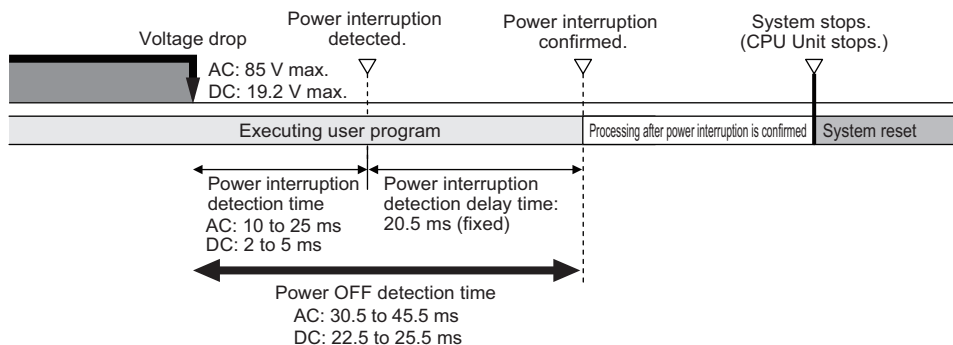 Voltage drop
Power interruption
detected.
Power interruption
confirmed.
System stops.
(CPU Unit stops.)
AC: 85 V max.
DC: 19.2 V max.
Executing user program
Processing after power interruption is confirmed
System reset
Power interruption
detection time
AC: 10 to 25 ms
DC: 2 to 5 ms
Power interruption
detection delay time:
20.5 ms (fixed)
Power OFF detection time
AC: 30.5 to 45.5 ms
DC: 22.5 to 25.5 ms